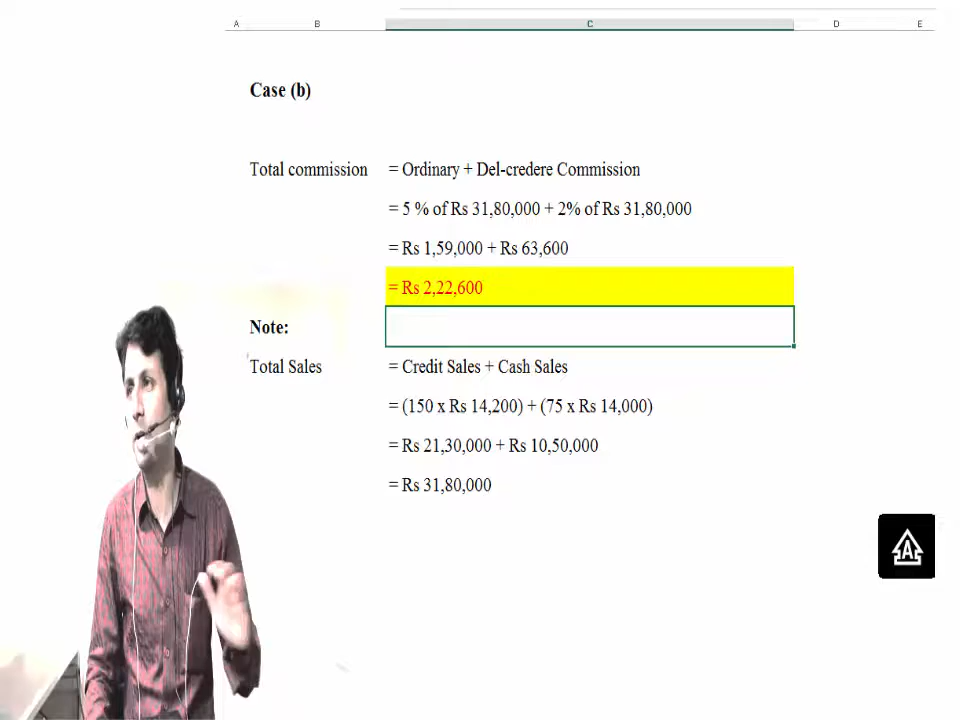 A B C D E
Case (b)
Total commission = Ordinary + Del-credere Commission
= 5 % of Rs 31,80,000 + 2% of Rs 31,80,000
= Rs 1,59,000 + Rs 63,600
= Rs 2,22,600
Note:
Total Sales = Credit Sales + Cash Sales
= (150 x Rs 14,200) + (75 x Rs 14,000)
= Rs 21,30,000 + Rs 10,50,000
= Rs 31,80,000
A